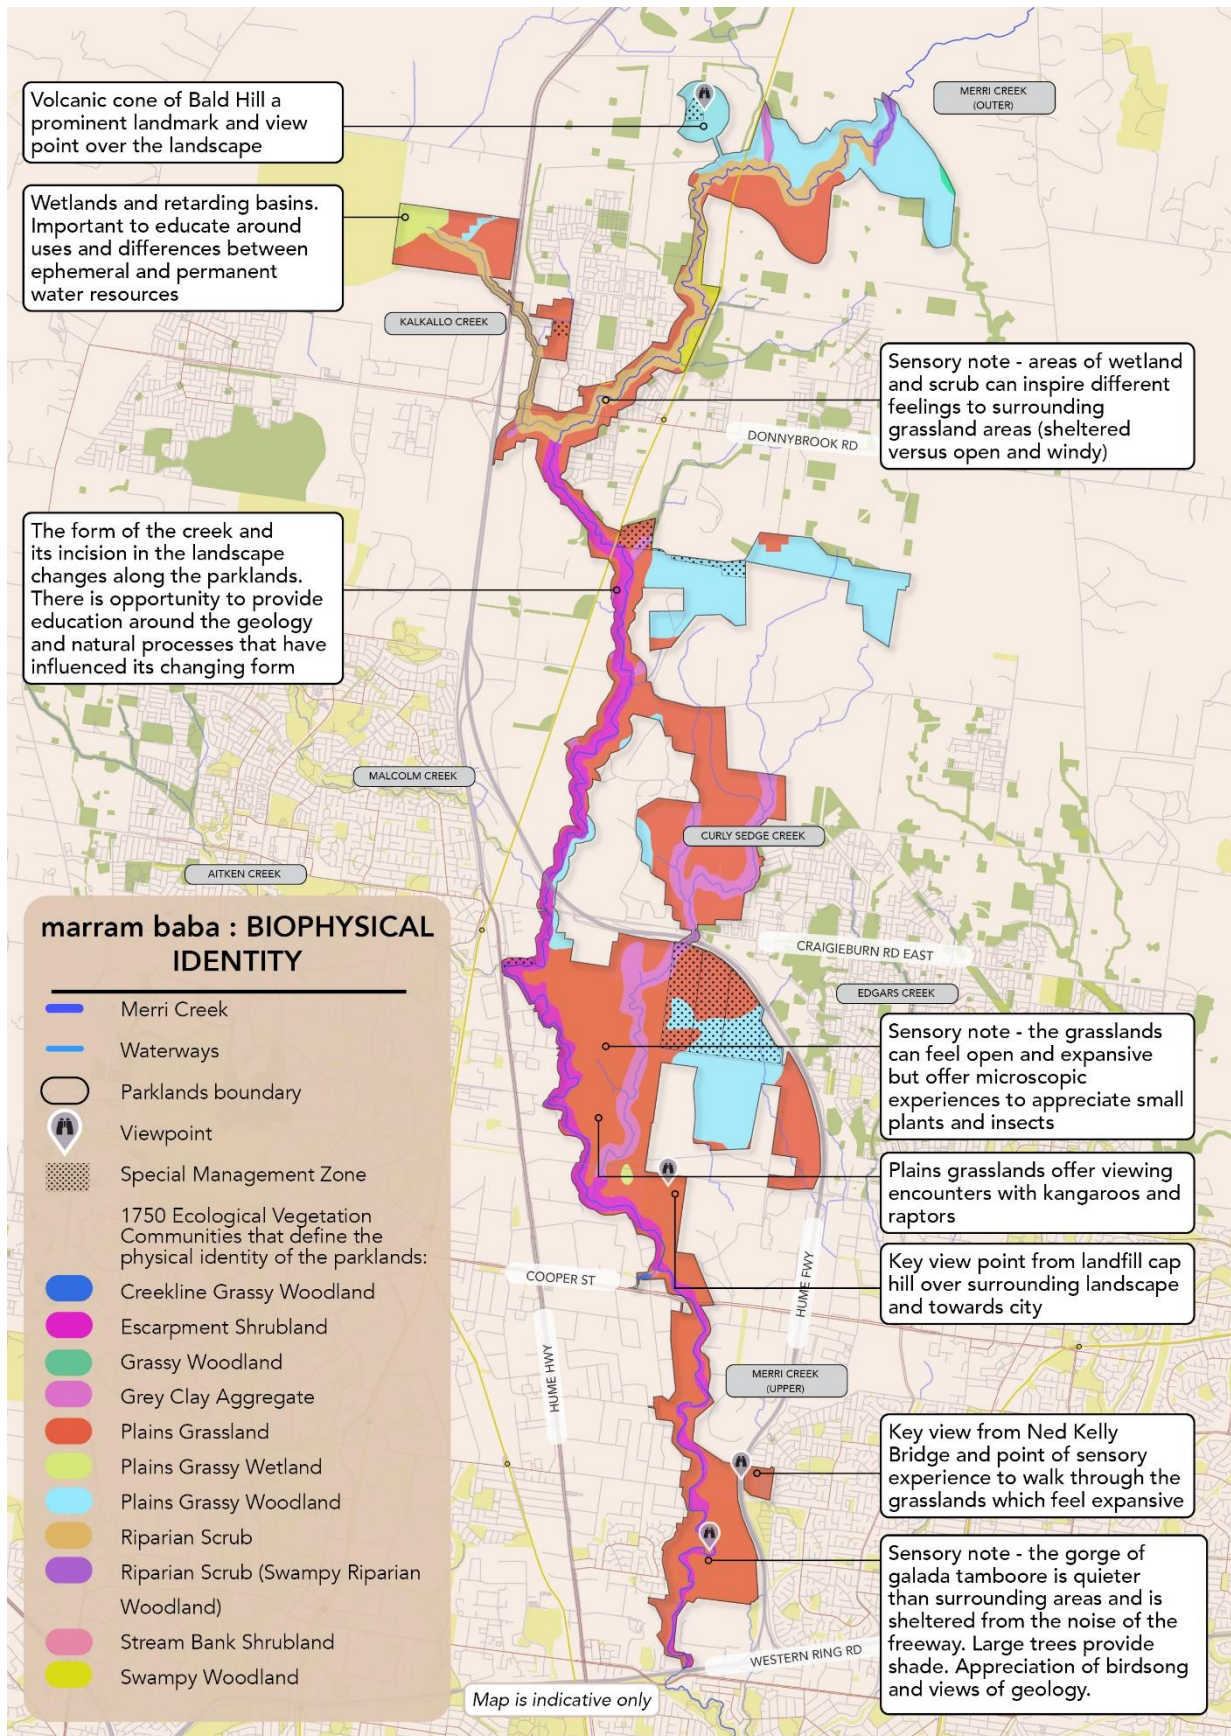 Volcanic cone of Bald Hill a
prominent landmark and view
point over the landscape
MERRI CREEK
(OUTER)
Wetlands and retarding basins.
Important to educate around
uses and differences between
ephemeral and permanent
water resources
KALKALLO CREEK
Sensory note - areas of wetland
and scrub can inspire different
feelings to surrounding
grassland areas (sheltered
versus open and windy)
DONNYBROOK RD
The form of the creek and
its incision in the landscape
changes along the parklands.
There is opportunity to provide
education around the geology
and natural processes that have
influenced its changing form
MALCOLM CREEK
CURLY SEDGE CREEK
AITKEN CREEK
CRAIGIEBURN RD EAST
EDGARS CREEK
marram baba : BIOPHYSICAL
IDENTITY
Merri Creek
Waterways
Parklands boundary
Viewpoint
Special Management Zone
1750 Ecological Vegetation
Communities that define the
physical identity of the parklands:
Creekline Grassy Woodland
Escarpment Shrubland
Grassy Woodland
Grey Clay Aggregate
Plains Grassland
Plains Grassy Wetland
Plains Grassy Woodland
Riparian Scrub
Riparian Scrub (Swampy Riparian
Woodland)
Stream Bank Shrubland
Swampy Woodland
Sensory note - the grasslands
can feel open and expansive
but offer microscopic
experiences to appreciate small
plants and insects
Plains grasslands offer viewing
encounters with kangaroos and
raptors
Key view point from landfill cap
hill over surrounding landscape
and towards city
COOPER ST
HUME FWY
HUME HWY
MERRI CREEK
(UPPER)
Key view from Ned Kelly
Bridge and point of sensory
experience to walk through the
grasslands which feel expansive
Sensory note - the gorge of
galada tamboore is quieter
than surrounding areas and is
sheltered from the noise of the
freeway. Large trees provide
shade. Appreciation of birdsong
and views of geology.
WESTERN RING RD
Map is indicative only